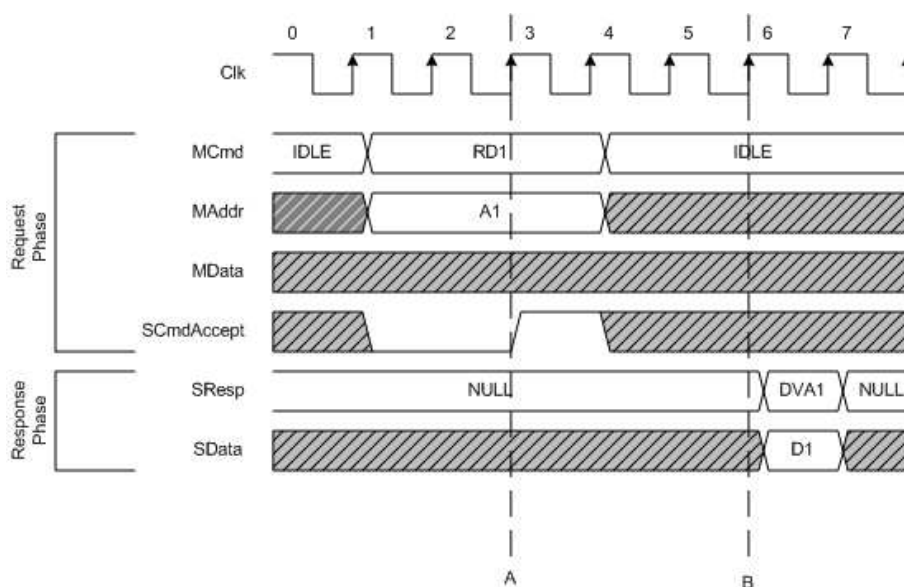 0 1 2 3 4 5 6 7
Clk
MCmd IDLE RD1 IDLE
MAddr A1
MData
SCmdAccept
Request
Phase
SResp NULL DVA1 NULL
SData D1
Response
Phase
A B